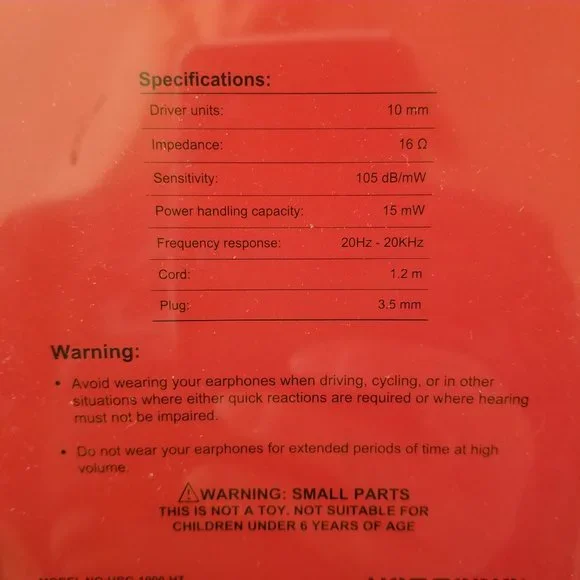 Specifications:
Driver units: 10 mm
Impedance: 16 Ω
Sensitivity: 105 dB/mW
Power handling capacity: 15 mW
Frequency response: 20Hz - 20KHz
Cord: 1.2 m
Plug: 3.5 mm
Warning:
• Avoid wearing your earphones when driving, cycling, or in other
situations where either quick reactions are required or where hearing
must not be impaired.
• Do not wear your earphones for extended periods of time at high
volume.
⚠WARNING: SMALL PARTS
THIS IS NOT A TOY. NOT SUITABLE FOR
CHILDREN UNDER 6 YEARS OF AGE